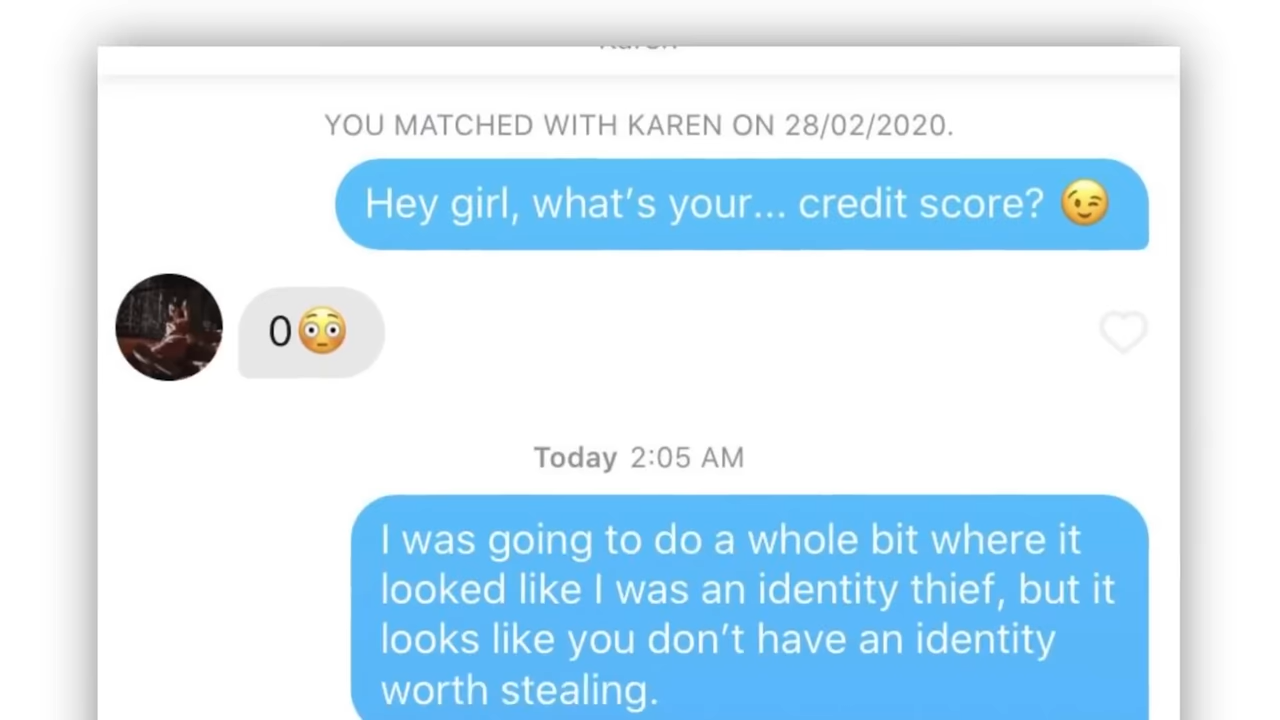 YOU MATCHED WITH KAREN ON 28/02/2020.
Hey girl, what’s your... credit score? 😉
0😳
Today 2:05 AM
I was going to do a whole bit where it
looked like I was an identity thief, but it
looks like you don’t have an identity
worth stealing.